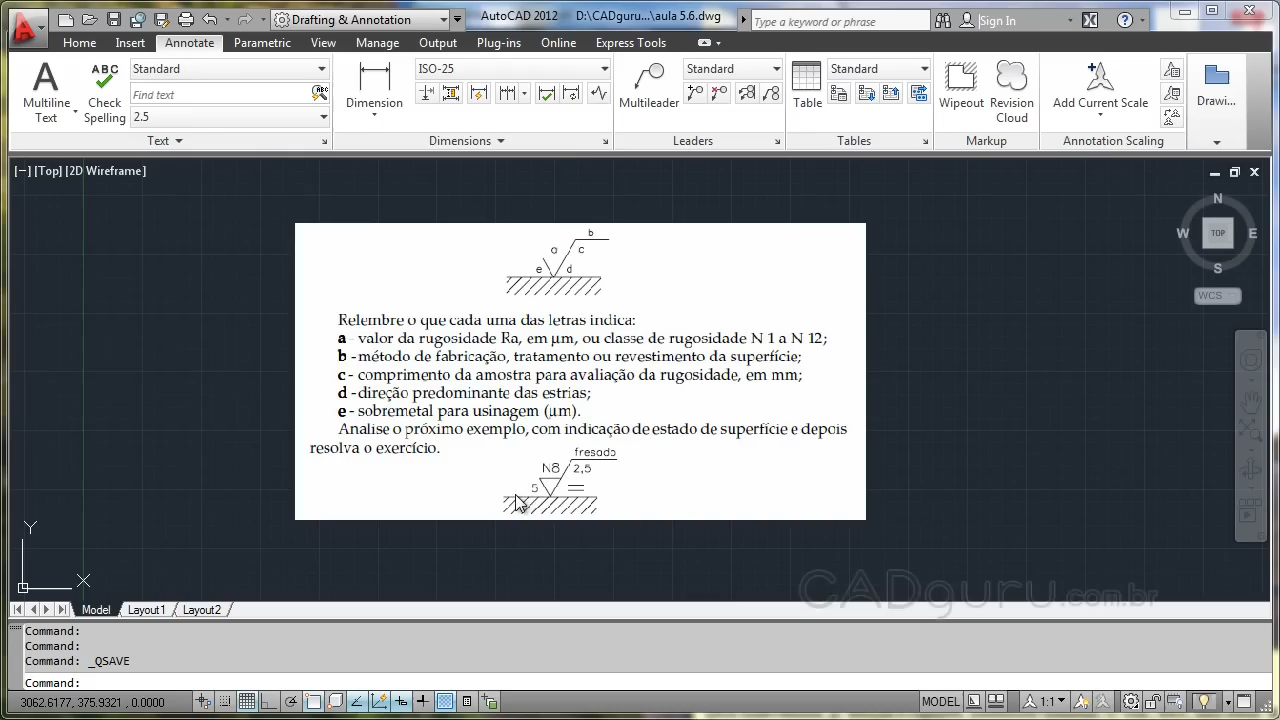 Drafting & Annotation
AutoCAD 2012 D:\CADguru...\aula 5.6.dwg
Type a keyword or phrase
Sign In
Home Insert Annotate Parametric View Manage Output Plug-ins Online Express Tools
Multiline Text
ABC
Check Spelling
Standard
Find text
2.5
Text
Dimension
ISO-25
Dimensions
Multileader
Standard
Leaders
Table
Standard
Tables
Wipeout
Revision Cloud
Markup
Add Current Scale
Annotation Scaling
Drawi...
[−] [Top] [2D Wireframe]
N
W TOP E
S
WCS
b
a c
e d
Relembre o que cada uma das letras indica:
a - valor da rugosidade Ra, em µm, ou classe de rugosidade N 1 a N 12;
b - método de fabricação, tratamento ou revestimento da superfície;
c - comprimento da amostra para avaliação da rugosidade, em mm;
d - direção predominante das estrias;
e - sobremetal para usinagem (µm).
Analise o próximo exemplo, com indicação de estado de superfície e depois
resolva o exercício.
fresado
N8 2,5
5
Y
X
CADguru.com.br
Model Layout1 Layout2
Command:
Command:
Command: _QSAVE
Command:
3062.6177, 375.9321 , 0.0000
MODEL
1:1